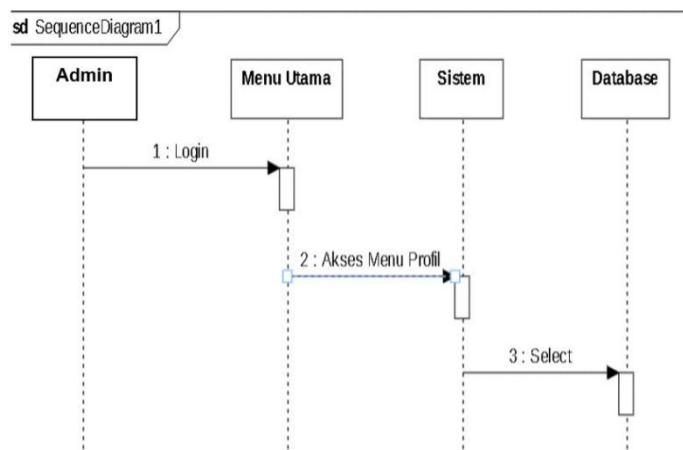 sd SequenceDiagram1
Admin
Menu Utama
Sistem
Database
1 : Login
2 : Akses Menu Profil
3 : Select